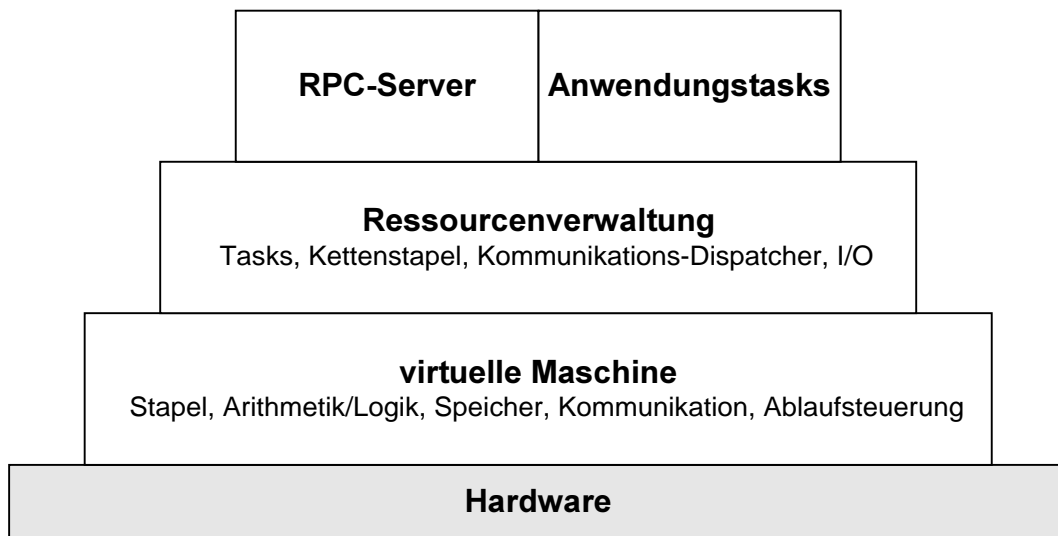 RPC-Server
Anwendungstasks
Ressourcenverwaltung
Tasks, Kettenstapel, Kommunikations-Dispatcher, I/O
virtuelle Maschine
Stapel, Arithmetik/Logik, Speicher, Kommunikation, Ablaufsteuerung
Hardware